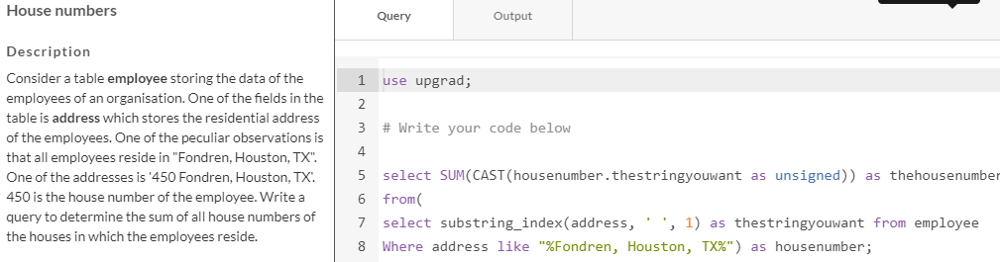 House numbers
Description
Consider a table employee storing the data of the
employees of an organisation. One of the fields in the
table is address which stores the residential address
of the employees. One of the peculiar observations is
that all employees reside in "Fondren, Houston, TX".
One of the addresses is '450 Fondren, Houston, TX'.
450 is the house number of the employee. Write a
query to determine the sum of all house numbers of
the houses in which the employees reside.
Query
Output
1 use upgrad;
2
3 # Write your code below
4
5 select SUM(CAST(housenumber.thestringyouwant as unsigned)) as thehousenumber
6 from(
7 select substring_index(address, ' ', 1) as thestringyouwant from employee
8 Where address like "%Fondren, Houston, TX%") as housenumber;